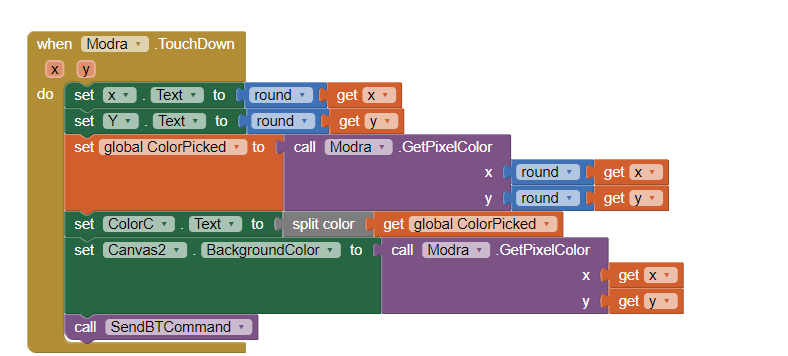 when Modra .TouchDown
x y
do set x . Text to round get x
set Y . Text to round get y
set global ColorPicked to call Modra .GetPixelColor
x round get x
y round get y
set ColorC . Text to split color get global ColorPicked
set Canvas2 . BackgroundColor to call Modra .GetPixelColor
x get x
y get y
call SendBTCommand